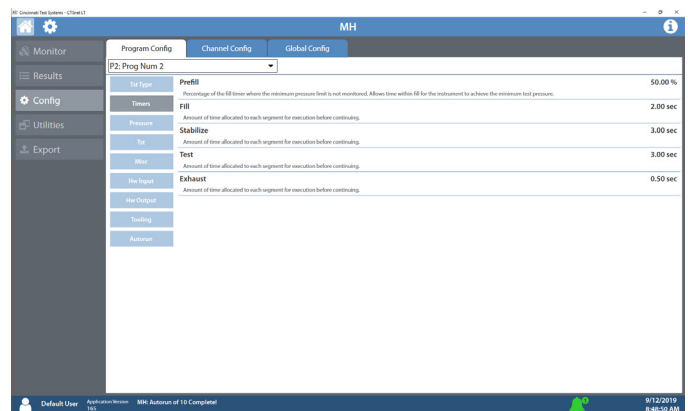 Cincinnati Test Systems - CTSnet LT
MH
Monitor
Results
Config
Utilities
Export
Program Config
Channel Config
Global Config
P2: Prog Num 2
Tst Type
Timers
Pressure
Tst
Misc
Hw Input
Hw Output
Tooling
Autorun
Prefill 50.00 %
Percentage of the fill timer where the minimum pressure limit is not monitored. Allows time within fill for the instrument to achieve the minimum test pressure.
Fill 2.00 sec
Amount of time allocated to each segment for execution before continuing.
Stabilize 3.00 sec
Amount of time allocated to each segment for execution before continuing.
Test 3.00 sec
Amount of time allocated to each segment for execution before continuing.
Exhaust 0.50 sec
Amount of time allocated to each segment for execution before continuing.
Default User
Application Version
165
MH: Autorun of 10 Complete!
9/12/2019
8:48:50 AM